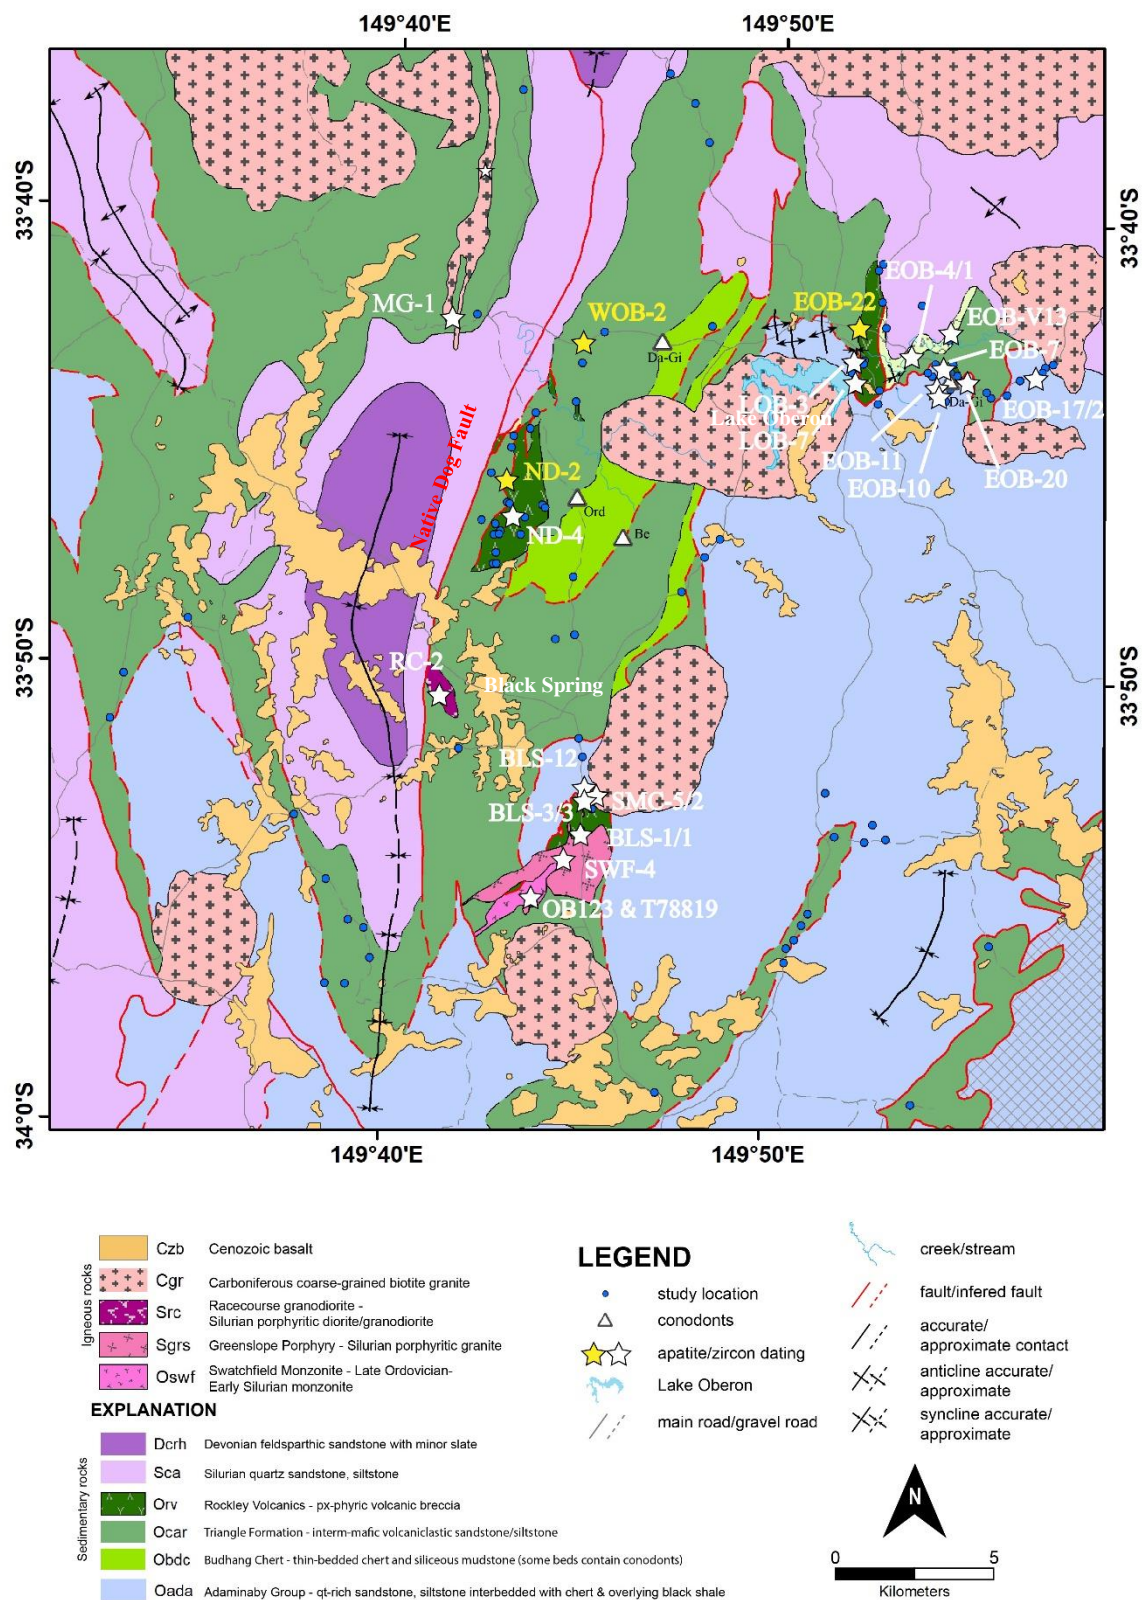 149°40'E
149°50'E
33°40'S
33°40'S
MG-1
WOB-2
Da-Gi
EOB-22
EOB-4/1
EOB-V13
EOB-7
Da-Gi
EOB-17/2
LOB-3
Lake Oberon
LOB-7
EOB-11
EOB-10
EOB-20
Native Dog Fault
ND-2
Ord
ND-4
Be
33°50'S
33°50'S
RC-2
Black Spring
BLS-12
SMC-5/2
BLS-3/3
BLS-1/1
SWF-4
OB123 & T78819
34°0'S
149°40'E
149°50'E
Igneous rocks
Czb Cenozoic basalt
Cgr Carboniferous coarse-grained biotite granite
Src Racecourse granodiorite -
Silurian porphyritic diorite/granodiorite
Sgrs Greenslope Porphyry - Silurian porphyritic granite
Oswf Swatchfield Monzonite - Late Ordovician-
Early Silurian monzonite
EXPLANATION
Sedimentary rocks
Dcrh Devonian feldsparthic sandstone with minor slate
Sca Silurian quartz sandstone, siltstone
Orv Rockley Volcanics - px-phyric volcanic breccia
Ocar Triangle Formation - interm-mafic volcaniclastic sandstone/siltstone
Obdc Budhang Chert - thin-bedded chert and siliceous mudstone (some beds contain conodonts)
Oada Adaminaby Group - qt-rich sandstone, siltstone interbedded with chert & overlying black shale
LEGEND
study location
conodonts
apatite/zircon dating
Lake Oberon
main road/gravel road
creek/stream
fault/infered fault
accurate/
approximate contact
anticline accurate/
approximate
syncline accurate/
approximate
N
0 5
Kilometers